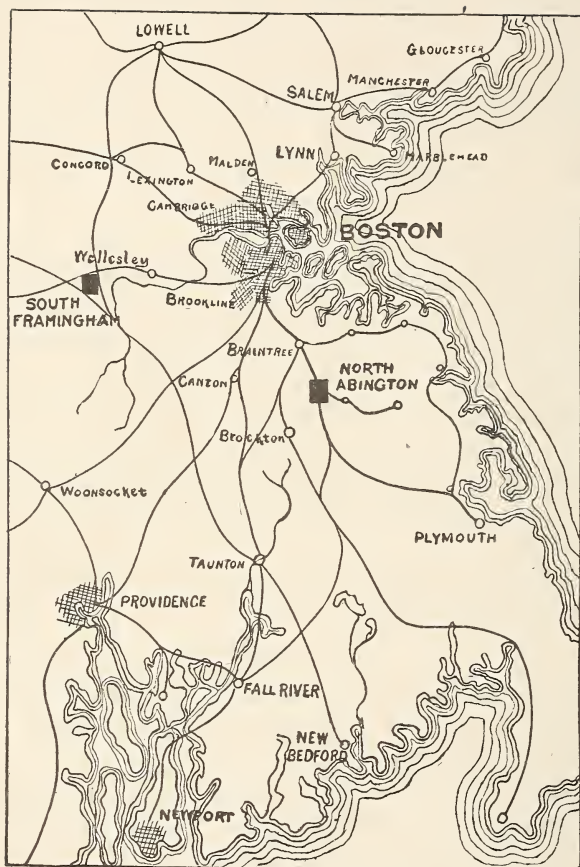 LOWELL
GLOUCESTER
MANCHESTER
SALEM
CONCORD
LEXINGTON
MALDEN
LYNN
MARBLEHEAD
CAMBRIDGE
BOSTON
Wellesley
SOUTH
FRAMINGHAM
BROOKLINE
BRAINTREE
NORTH
ABINGTON
CANTON
BROCKTON
WOONSOCKET
PLYMOUTH
TAUNTON
PROVIDENCE
FALL RIVER
NEW
BEDFORD
NEWPORT